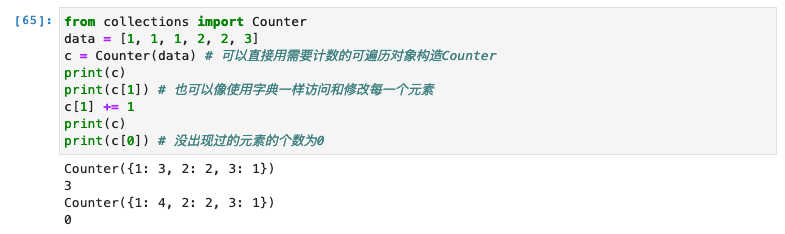 [65]: from collections import Counter
data = [1, 1, 1, 2, 2, 3]
c = Counter(data) # 可以直接用需要计数的可遍历对象构造Counter
print(c)
print(c[1]) # 也可以像使用字典一样访问和修改每一个元素
c[1] += 1
print(c)
print(c[0]) # 没出现过的元素的个数为0
Counter({1: 3, 2: 2, 3: 1})
3
Counter({1: 4, 2: 2, 3: 1})
0